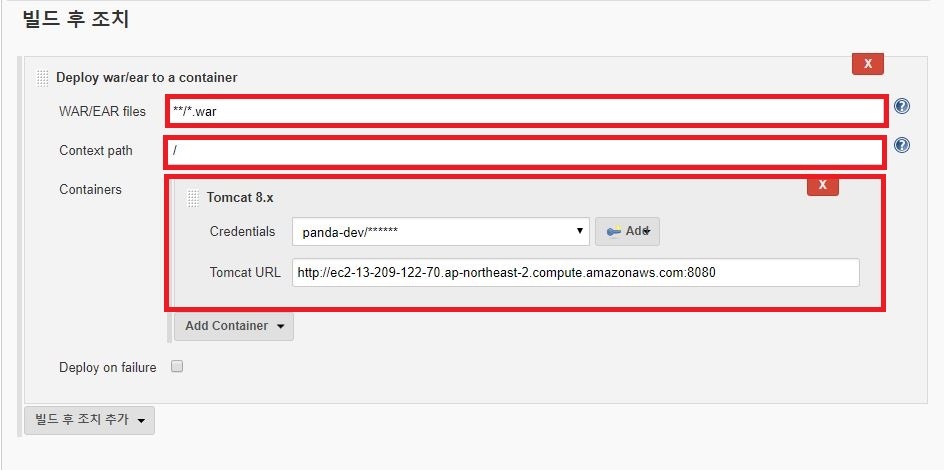 빌드 후 조치
X
Deploy war/ear to a container
WAR/EAR files **/*.war
Context path /
Containers
X
Tomcat 8.x
Credentials panda-dev/****** Add
Tomcat URL http://ec2-13-209-122-70.ap-northeast-2.compute.amazonaws.com:8080
Add Container
Deploy on failure
빌드 후 조치 추가